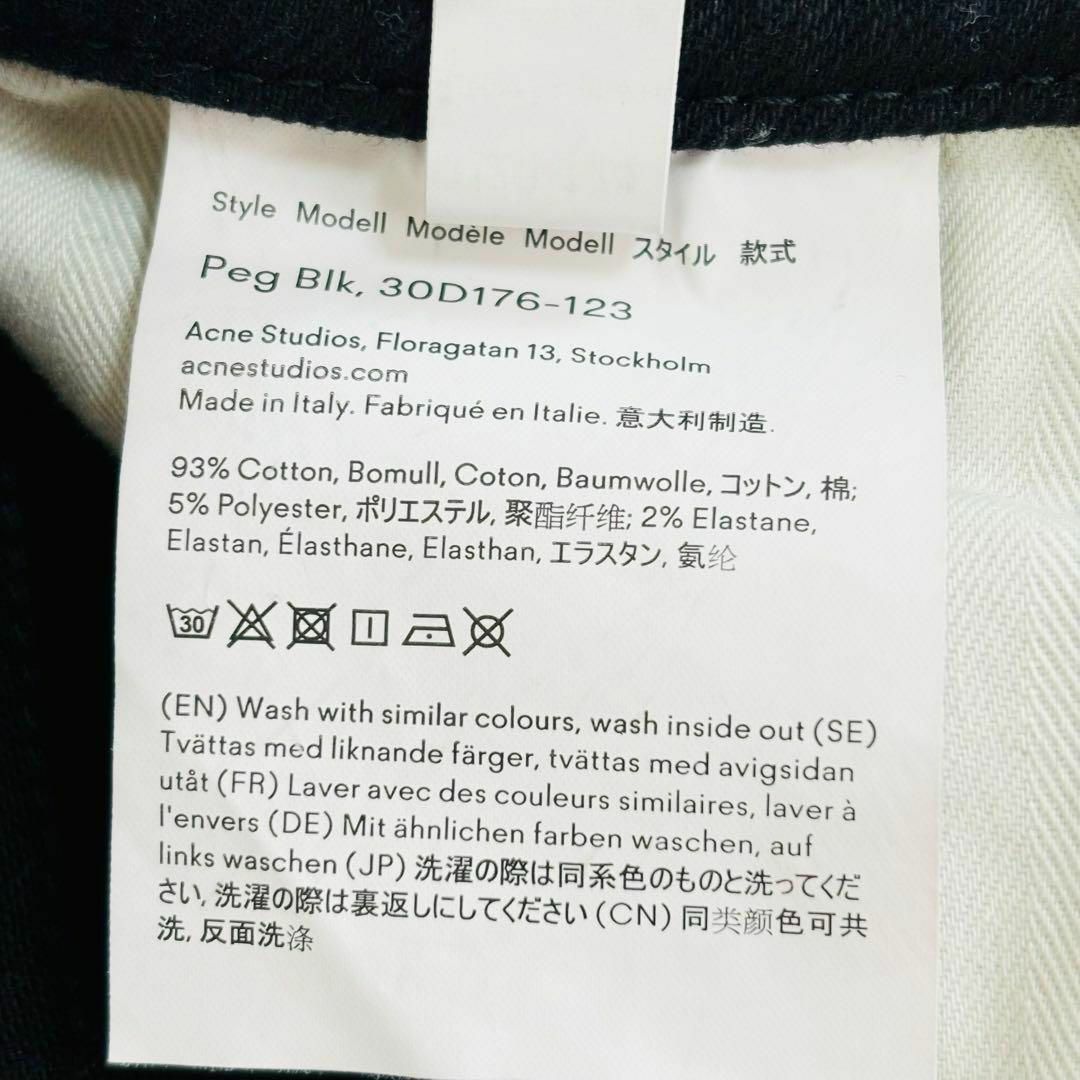 Style Modell Modèle Modell スタイル 款式
Peg Blk, 30D176-123
Acne Studios, Floragatan 13, Stockholm
acnestudios.com
Made in Italy. Fabriqué en Italie. 意大利制造.
93% Cotton, Bomull, Coton, Baumwolle, コットン, 棉;
5% Polyester, ポリエステル, 聚酯纤维; 2% Elastane,
Elastan, Élasthane, Elasthan, エラスタン, 氨纶
30
(EN) Wash with similar colours, wash inside out (SE)
Tvättas med liknande färger, tvättas med avigsidan
utåt (FR) Laver avec des couleurs similaires, laver à
l'envers (DE) Mit ähnlichen farben waschen, auf
links waschen (JP) 洗濯の際は同系色のものと洗ってくだ
さい, 洗濯の際は裏返しにしてください (CN) 同类颜色可共
洗, 反面洗涤